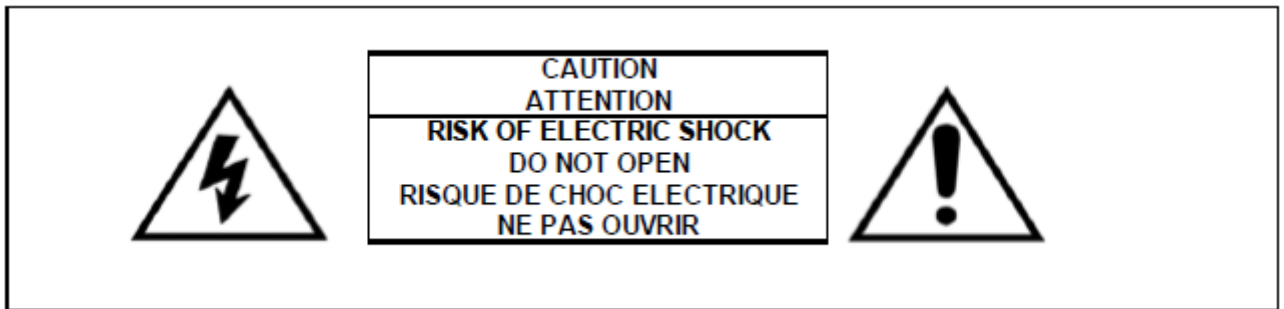 CAUTION
ATTENTION
RISK OF ELECTRIC SHOCK
DO NOT OPEN
RISQUE DE CHOC ELECTRIQUE
NE PAS OUVRIR